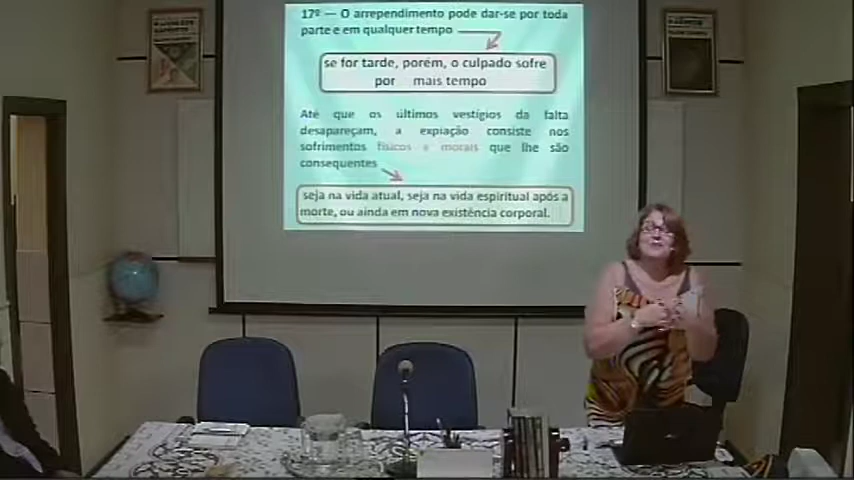 17º — O arrependimento pode dar-se por toda
parte e em qualquer tempo
se for tarde, porém, o culpado sofre
por mais tempo
Até que os últimos vestígios da falta
desapareçam, a expiação consiste nos
sofrimentos físicos e morais que lhe são
consequentes
seja na vida atual, seja na vida espiritual após a
morte, ou ainda em nova existência corporal.